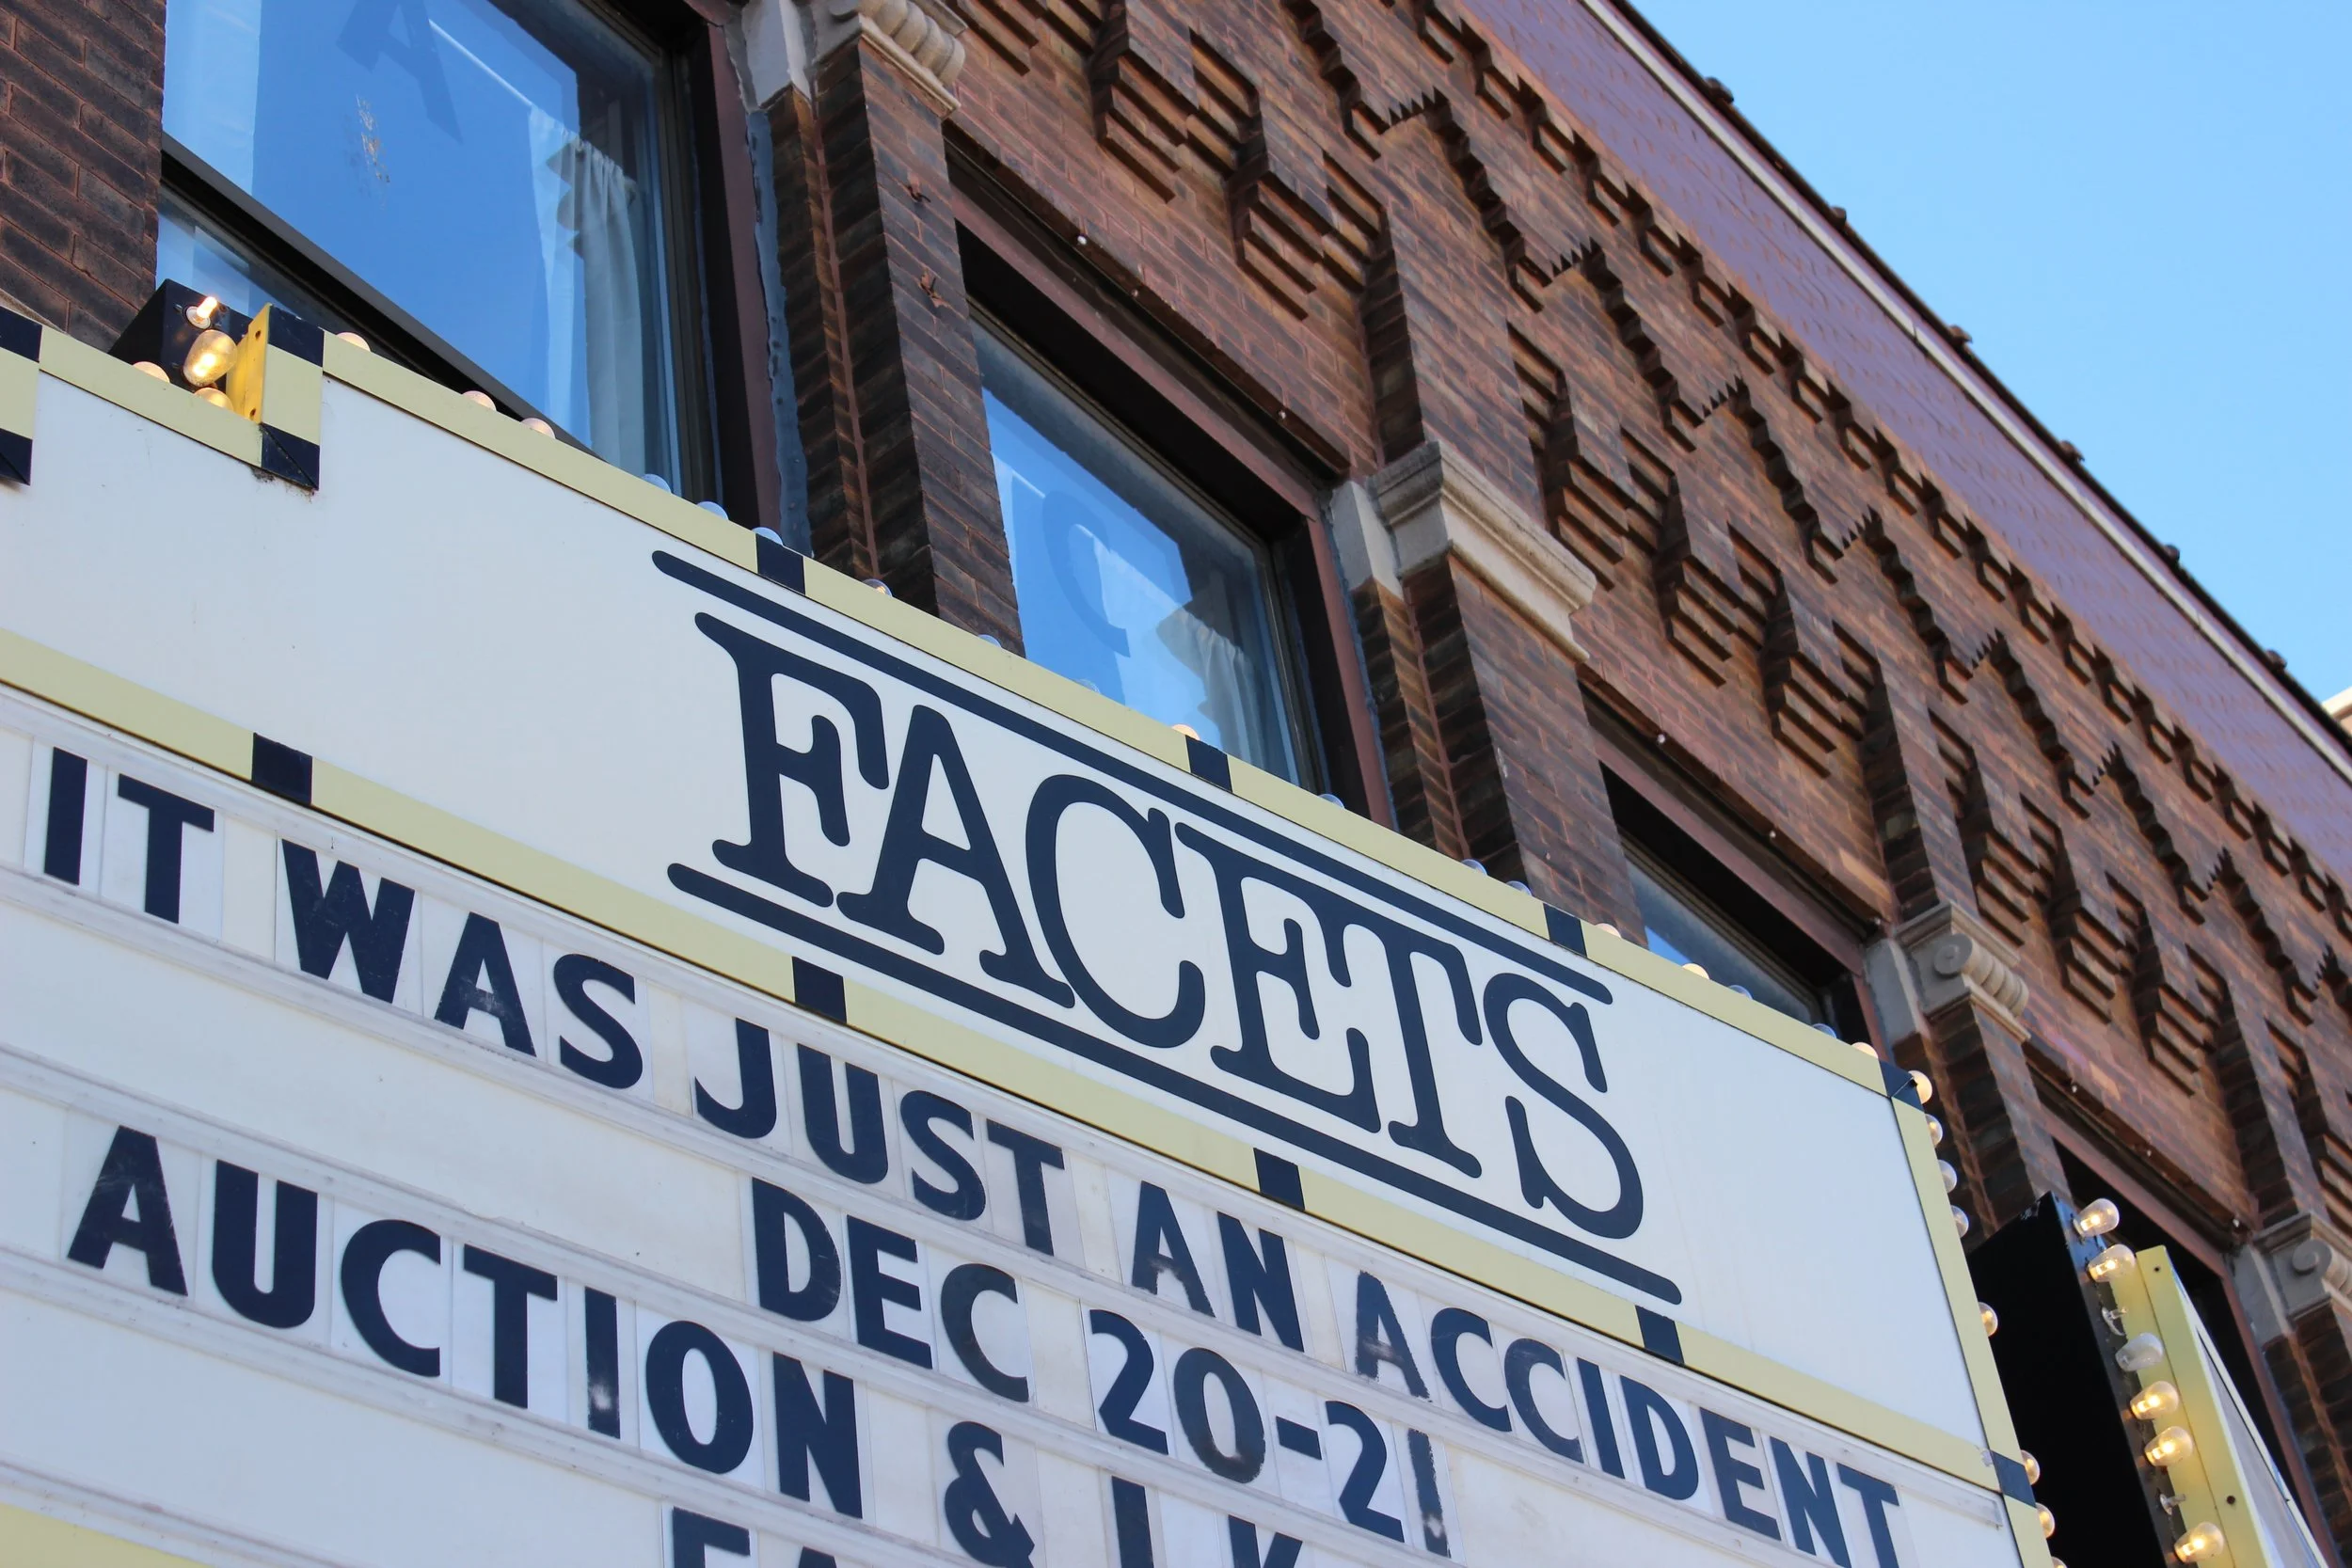 FACETS
IT WAS JUST AN ACCIDENT
DEC 20-21
AUCTION &